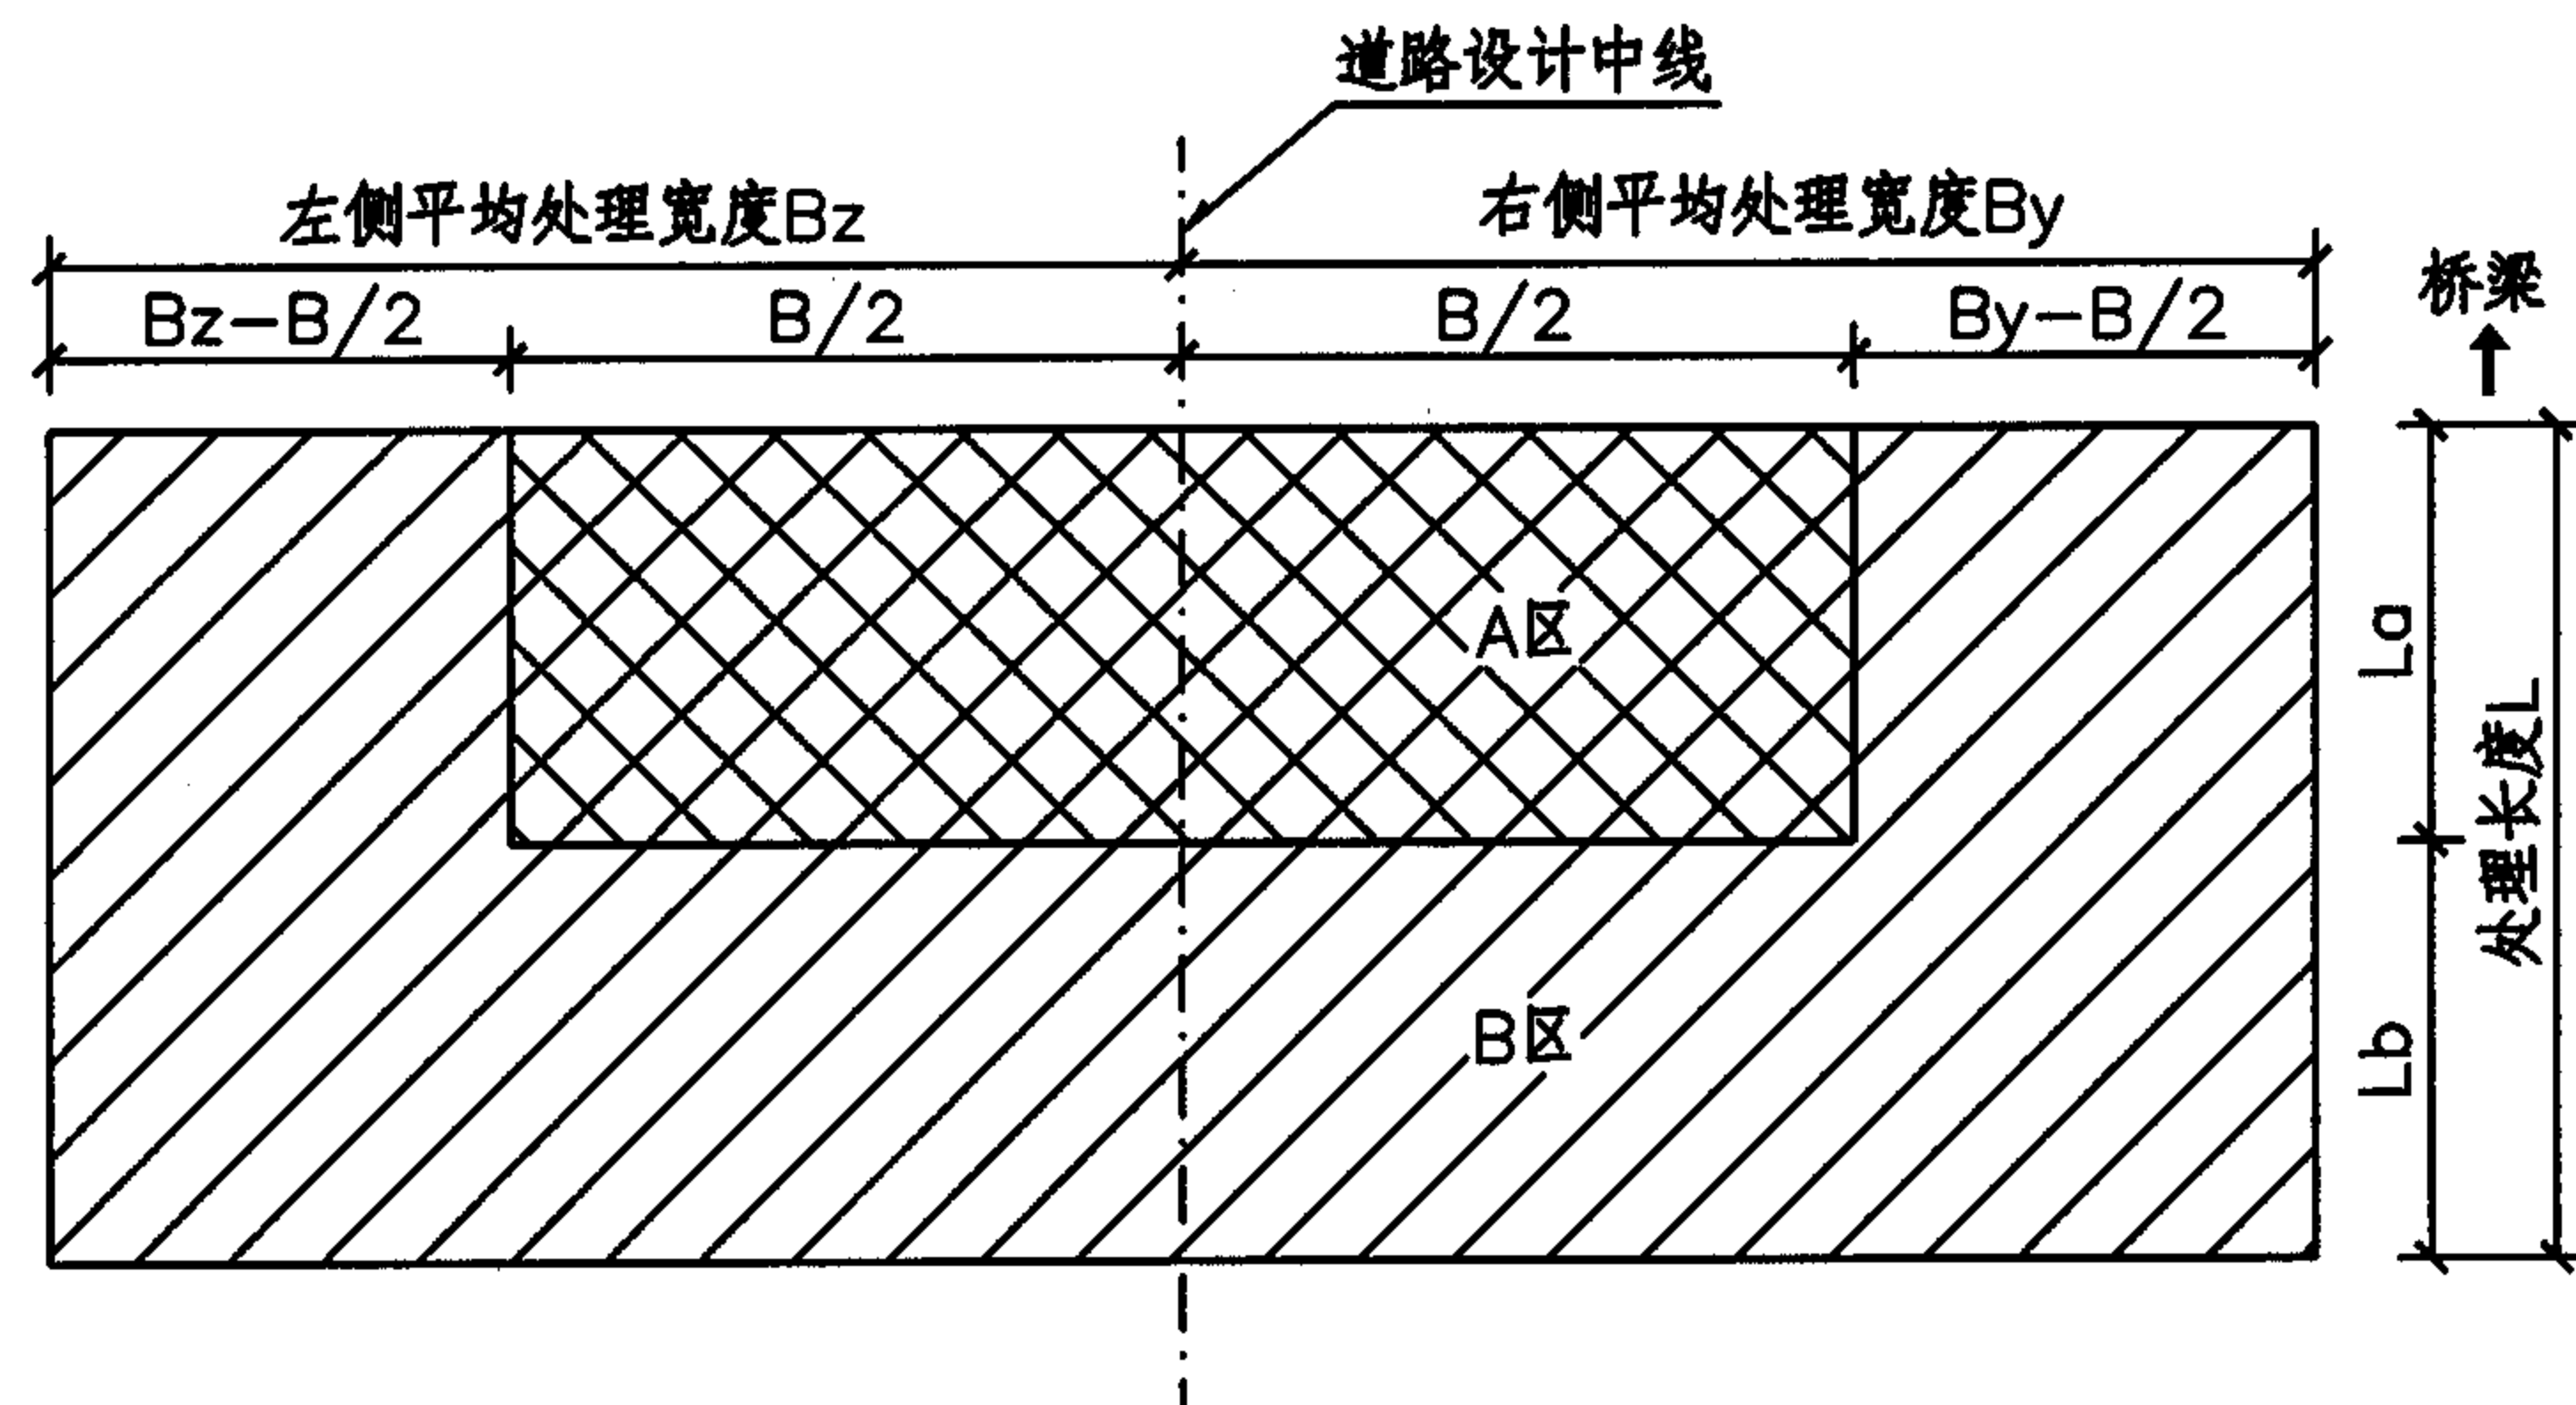 道路设计中线
左侧平均处理宽度Bz
右侧平均处理宽度By
桥梁
Bz-B/2
B/2
B/2
By-B/2
A区
La
处理长度L
B区
Lb